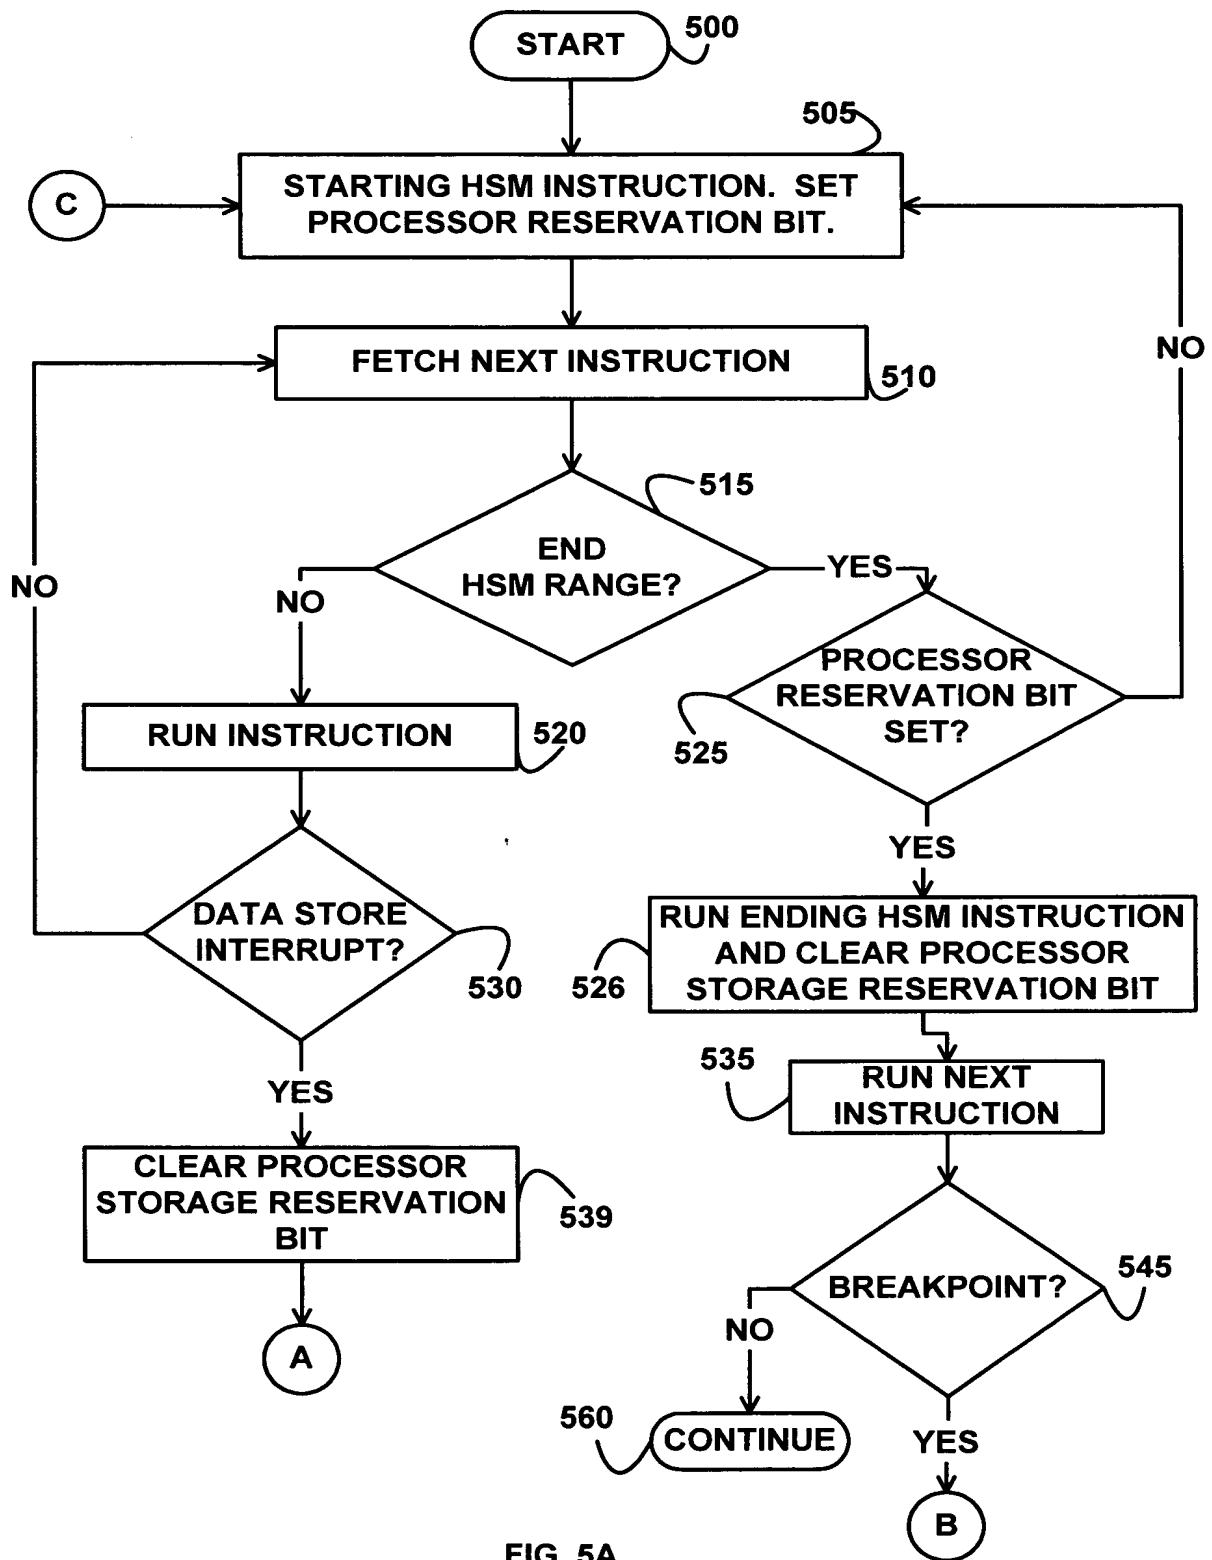 START
500
505
C
STARTING HSM INSTRUCTION. SET
PROCESSOR RESERVATION BIT.
NO
FETCH NEXT INSTRUCTION
510
515
END
HSM RANGE?
YES
NO
NO
PROCESSOR
RESERVATION BIT
SET?
525
RUN INSTRUCTION
520
YES
DATA STORE
INTERRUPT?
530
RUN ENDING HSM INSTRUCTION
AND CLEAR PROCESSOR
STORAGE RESERVATION BIT
526
YES
535
RUN NEXT
INSTRUCTION
CLEAR PROCESSOR
STORAGE RESERVATION
BIT
539
BREAKPOINT?
545
NO
A
560
CONTINUE
YES
B
FIG. 5A